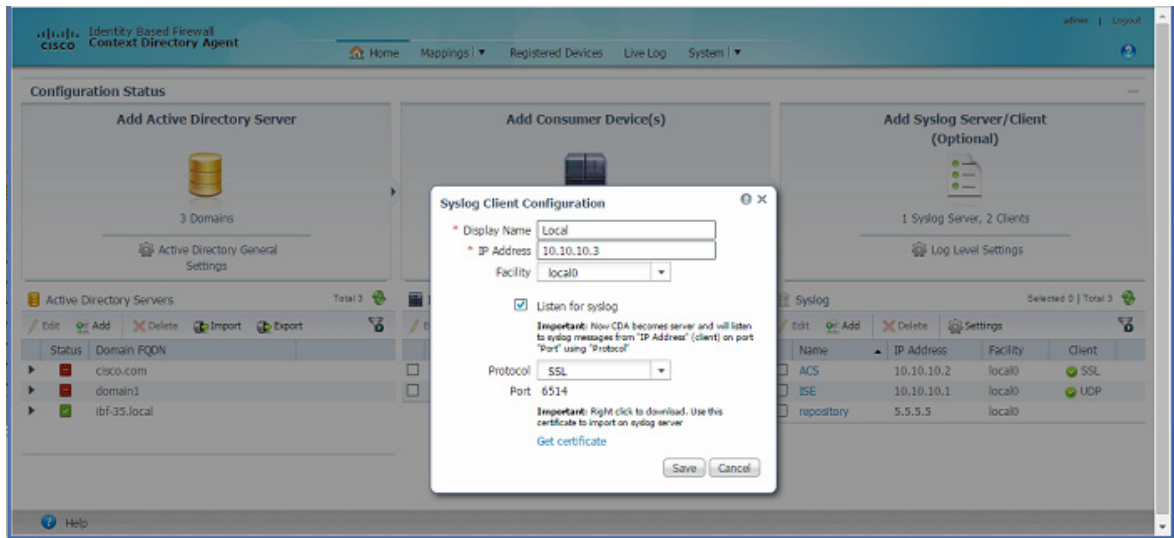 admin | Logout
CISCO
Identity Based Firewall
Context Directory Agent
Home
Mappings
Registered Devices
Live Log
System
Configuration Status
Add Active Directory Server
3 Domains
Active Directory General
Settings
Add Consumer Device(s)
Add Syslog Server/Client
(Optional)
1 Syslog Server, 2 Clients
Log Level Settings
Active Directory Servers
Total 3
Edit Add Delete Import Export
Status Domain FQDN
cisco.com
domain1
ibf-35.local
Syslog Client Configuration
* Display Name Local
* IP Address 10.10.10.3
Facility local0
Listen for syslog
Important: Now CDA becomes server and will listen
to syslog messages from "IP Address" (client) on port
"Port" using "Protocol"
Protocol SSL
Port 6514
Important: Right click to download. Use this
certificate to import on syslog server
Get certificate
Save Cancel
Syslog
Selected 0 | Total 3
Edit Add Delete Settings
Name IP Address Facility Client
ACS 10.10.10.2 local0 SSL
ISE 10.10.10.1 local0 UDP
repository 5.5.5.5 local0
Help